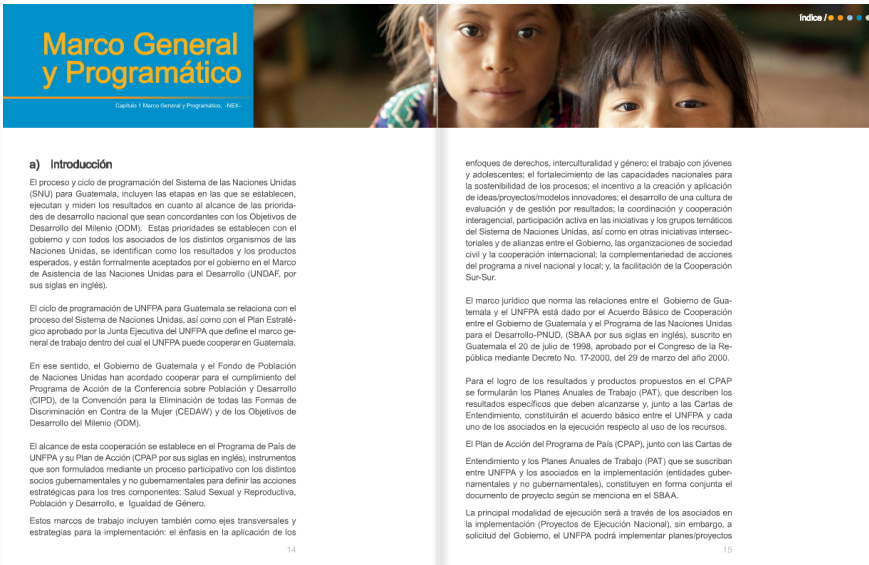 Marco General
y Programático
Capítulo 1 Marco General y Programático, -NEX-
índice /
a) Introducción
El proceso y ciclo de programación del Sistema de las Naciones Unidas
(SNU) para Guatemala, incluyen las etapas en las que se establecen,
ejecutan y miden los resultados en cuanto al alcance de las priorida-
des de desarrollo nacional que sean concordantes con los Objetivos de
Desarrollo del Milenio (ODM). Estas prioridades se establecen con el
gobierno y con todos los asociados de los distintos organismos de las
Naciones Unidas, se identifican como los resultados y los productos
esperados, y están formalmente aceptados por el gobierno en el Marco
de Asistencia de las Naciones Unidas para el Desarrollo (UNDAF, por
sus siglas en inglés).
El ciclo de programación de UNFPA para Guatemala se relaciona con el
proceso del Sistema de Naciones Unidas, así como con el Plan Estraté-
gico aprobado por la Junta Ejecutiva del UNFPA que define el marco ge-
neral de trabajo dentro del cual el UNFPA puede cooperar en Guatemala.
En ese sentido, el Gobierno de Guatemala y el Fondo de Población
de Naciones Unidas han acordado cooperar para el cumplimiento del
Programa de Acción de la Conferencia sobre Población y Desarrollo
(CIPD), de la Convención para la Eliminación de todas las Formas de
Discriminación en Contra de la Mujer (CEDAW) y de los Objetivos de
Desarrollo del Milenio (ODM).
El alcance de esta cooperación se establece en el Programa de País de
UNFPA y su Plan de Acción (CPAP por sus siglas en inglés), instrumentos
que son formulados mediante un proceso participativo con los distintos
socios gubernamentales y no gubernamentales para definir las acciones
estratégicas para los tres componentes: Salud Sexual y Reproductiva,
Población y Desarrollo, e Igualdad de Género.
Estos marcos de trabajo incluyen también como ejes transversales y
estrategias para la implementación: el énfasis en la aplicación de los
14
enfoques de derechos, interculturalidad y género; el trabajo con jóvenes
y adolescentes; el fortalecimiento de las capacidades nacionales para
la sostenibilidad de los procesos; el incentivo a la creación y aplicación
de ideas/proyectos/modelos innovadores; el desarrollo de una cultura de
evaluación y de gestión por resultados; la coordinación y cooperación
interagencial, participación activa en las iniciativas y los grupos temáticos
del Sistema de Naciones Unidas, así como en otras iniciativas intersec-
toriales y de alianzas entre el Gobierno, las organizaciones de sociedad
civil y la cooperación internacional; la complementariedad de acciones
del programa a nivel nacional y local; y, la facilitación de la Cooperación
Sur-Sur.
El marco jurídico que norma las relaciones entre el Gobierno de Gua-
temala y el UNFPA está dado por el Acuerdo Básico de Cooperación
entre el Gobierno de Guatemala y el Programa de las Naciones Unidas
para el Desarrollo-PNUD, (SBAA por sus siglas en inglés), suscrito en
Guatemala el 20 de julio de 1998, aprobado por el Congreso de la Re-
pública mediante Decreto No. 17-2000, del 29 de marzo del año 2000.
Para el logro de los resultados y productos propuestos en el CPAP
se formularán los Planes Anuales de Trabajo (PAT), que describen los
resultados específicos que deben alcanzarse y, junto a las Cartas de
Entendimiento, constituirán el acuerdo básico entre el UNFPA y cada
uno de los asociados en la ejecución respecto al uso de los recursos.
El Plan de Acción del Programa de País (CPAP), junto con las Cartas de
Entendimiento y los Planes Anuales de Trabajo (PAT) que se suscriban
entre UNFPA y los asociados en la implementación (entidades guber-
namentales y no gubernamentales), constituyen en forma conjunta el
documento de proyecto según se menciona en el SBAA.
La principal modalidad de ejecución será a través de los asociados en
la implementación (Proyectos de Ejecución Nacional), sin embargo, a
solicitud del Gobierno, el UNFPA podrá implementar planes/proyectos
15